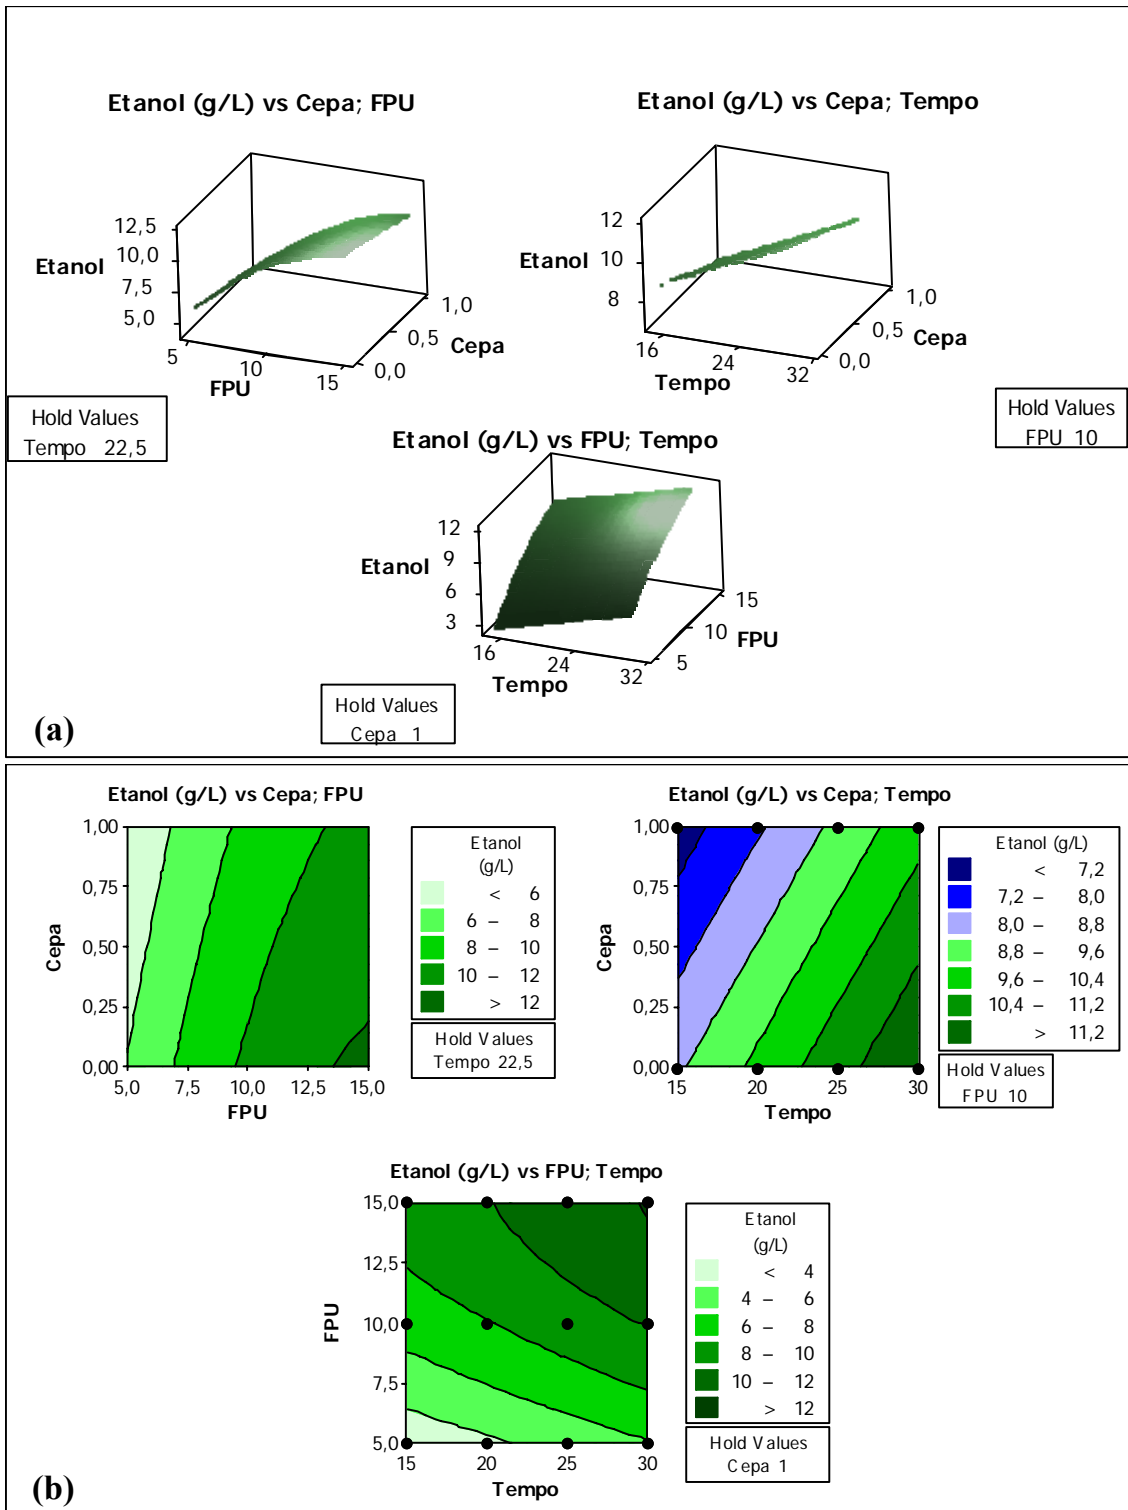 Etanol (g/L) vs Cepa; FPU
12,5
10,0
7,5
5,0
Etanol
5
10
15
FPU
0,0
0,5
1,0
Cepa
Hold Values
Tempo 22,5
Etanol (g/L) vs Cepa; Tempo
12
10
8
Etanol
16
24
32
Tempo
0,0
0,5
1,0
Cepa
Hold Values
FPU 10
Etanol (g/L) vs FPU; Tempo
12
9
6
3
Etanol
16
24
32
Tempo
5
10
15
FPU
Hold Values
Cepa 1
(a)
Etanol (g/L) vs Cepa; FPU
1,00
0,75
0,50
0,25
0,00
Cepa
5,0 7,5 10,0 12,5 15,0
FPU
Etanol
(g/L)
< 6
6 – 8
8 – 10
10 – 12
> 12
Hold Values
Tempo 22,5
Etanol (g/L) vs Cepa; Tempo
1,00
0,75
0,50
0,25
0,00
Cepa
15 20 25 30
Tempo
Etanol (g/L)
< 7,2
7,2 – 8,0
8,0 – 8,8
8,8 – 9,6
9,6 – 10,4
10,4 – 11,2
> 11,2
Hold Values
FPU 10
Etanol (g/L) vs FPU; Tempo
15,0
12,5
10,0
7,5
5,0
FPU
15 20 25 30
Tempo
Etanol
(g/L)
< 4
4 – 6
6 – 8
8 – 10
10 – 12
> 12
Hold Values
Cepa 1
(b)